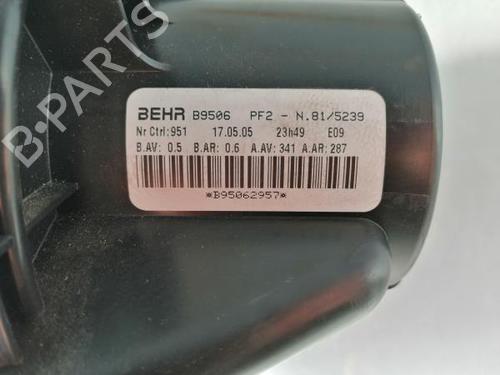 BEHR B9506 PF2 - N.81/5239
Nr Ctrl:951 17.05.05 23h49 E09
B.AV: 0.5 B.AR: 0.6 A.AV: 341 A.AR: 287
*B95062957*
B-PARTS